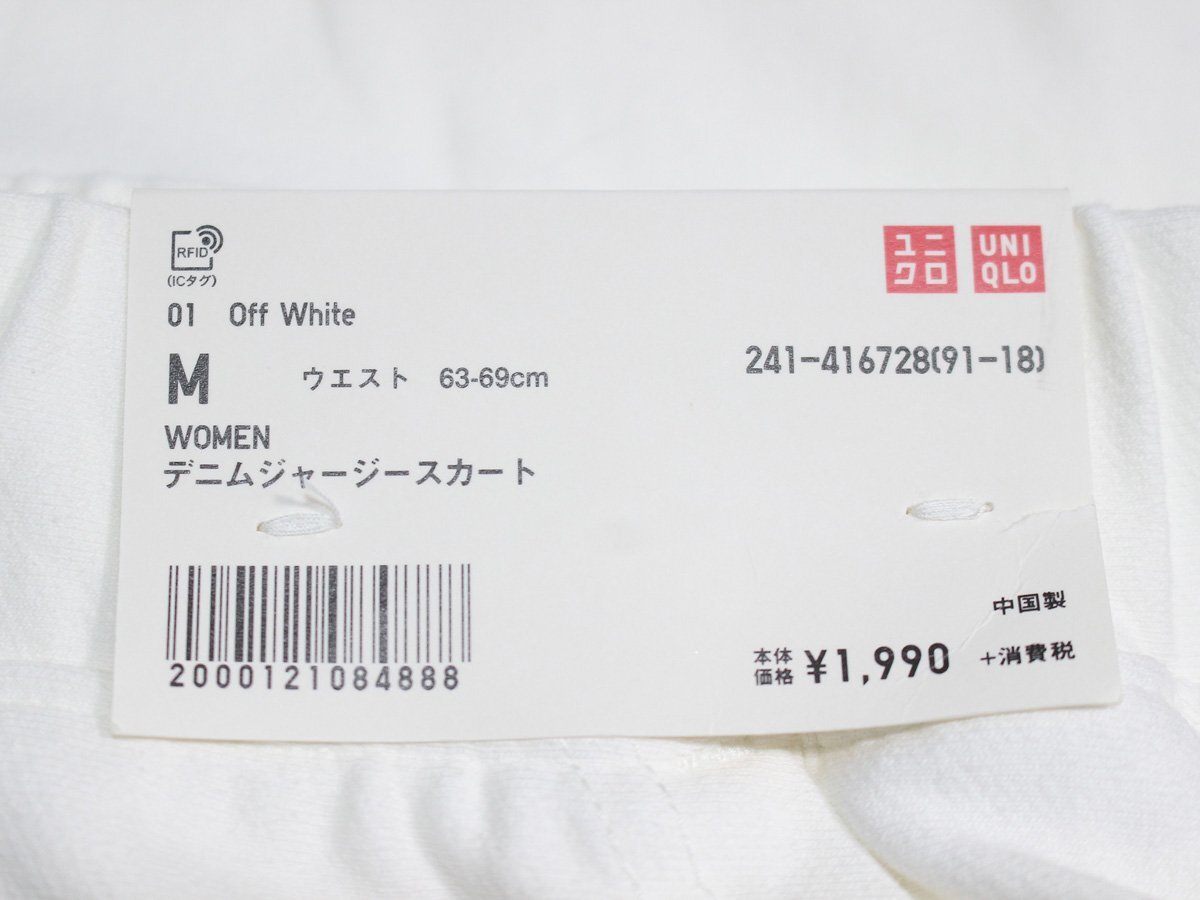 RFID
(ICタグ)
ユニ
クロ
UNI
QLO
01 Off White
M ウエスト 63-69cm
241-416728(91-18)
WOMEN
デニムジャージースカート
2000121084888
中国製
本体
価格 ¥1,990 +消費税